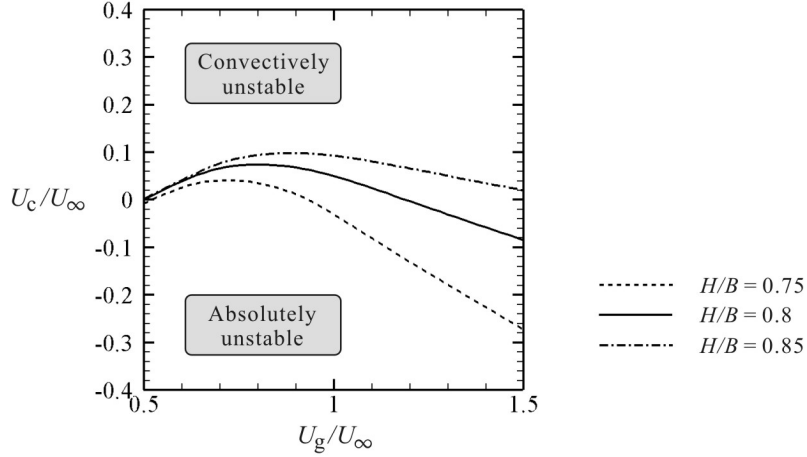 0.4
0.3
0.2
0.1
0
-0.1
-0.2
-0.3
-0.4
U_c/U_∞
Convectively
unstable
Absolutely
unstable
0.5
1
1.5
U_g/U_∞
H/B = 0.75
H/B = 0.8
H/B = 0.85